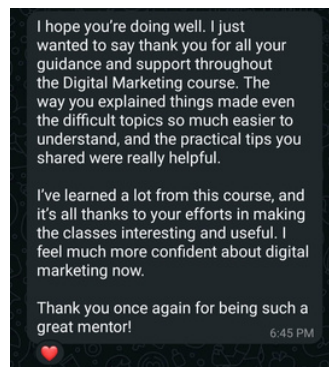 I hope you're doing well. I just
wanted to say thank you for all your
guidance and support throughout
the Digital Marketing course. The
way you explained things made even
the difficult topics so much easier to
understand, and the practical tips you
shared were really helpful.
I've learned a lot from this course, and
it's all thanks to your efforts in making
the classes interesting and useful. I
feel much more confident about digital
marketing now.
Thank you once again for being such a
great mentor!
6:45 PM